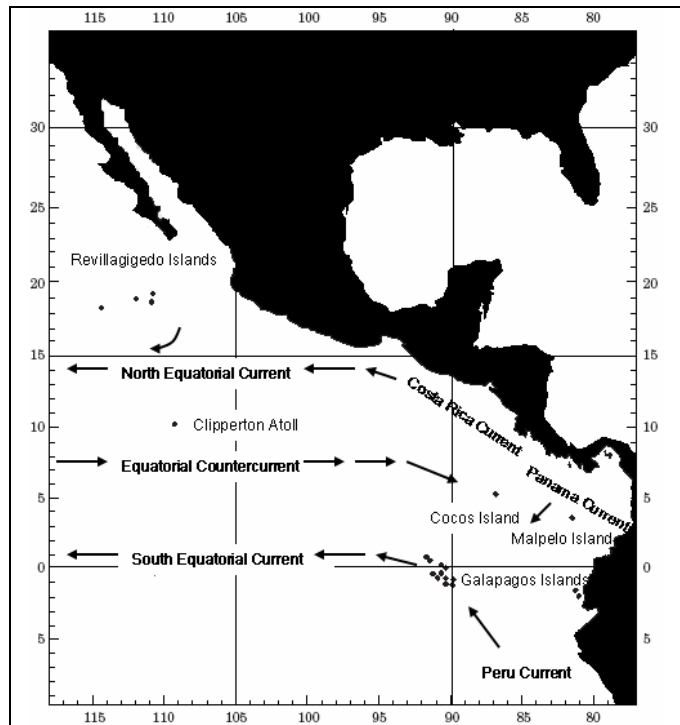 115 110 105 100 95 90 85 80
30 30
25 25
Revillagigedo Islands
20 20
15 15
North Equatorial Current
Costa Rica Current
10 Clipperton Atoll 10
Equatorial Countercurrent
Panama Current
5 5
Cocos Island
Malpelo Island
South Equatorial Current
0 0
Galapagos Islands
5 5
Peru Current
115 110 105 100 95 90 85 80